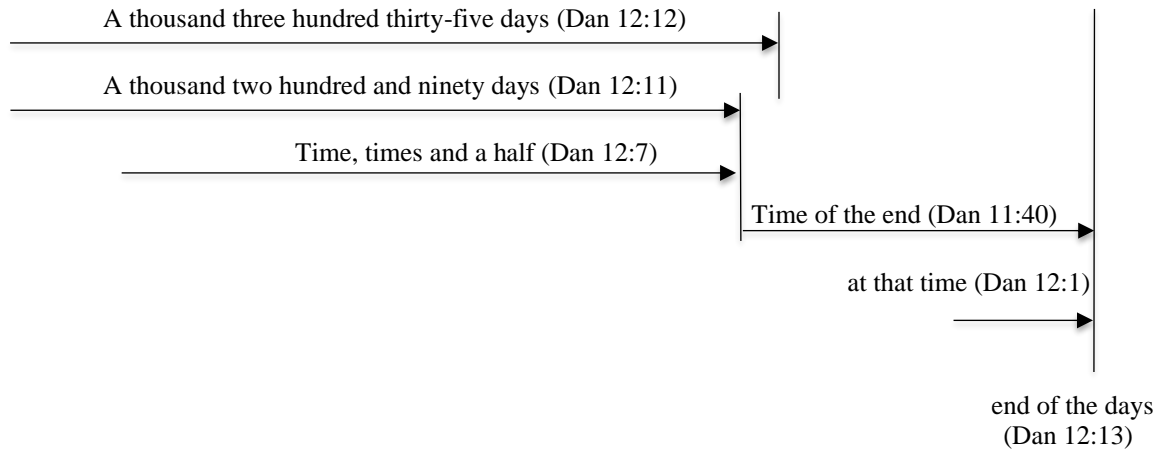 A thousand three hundred thirty-five days (Dan 12:12)
A thousand two hundred and ninety days (Dan 12:11)
Time, times and a half (Dan 12:7)
Time of the end (Dan 11:40)
at that time (Dan 12:1)
end of the days
(Dan 12:13)